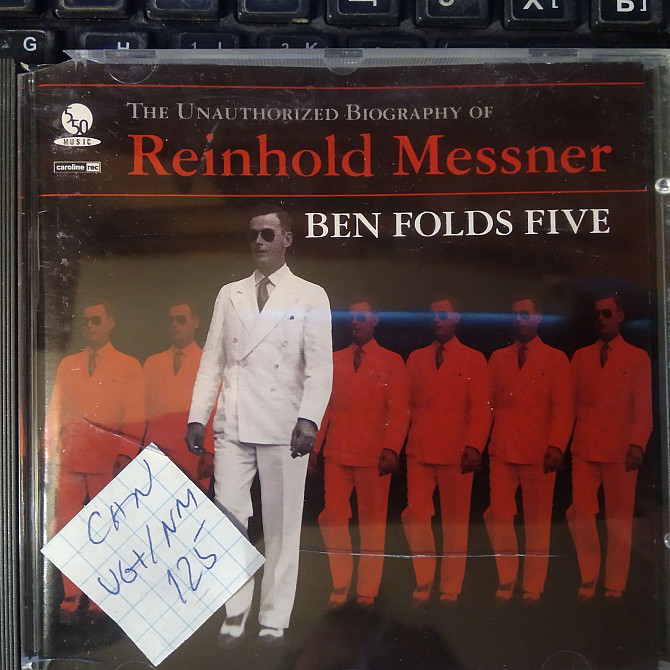 G H
550
MUSIC
caroline rec
THE UNAUTHORIZED BIOGRAPHY OF
Reinhold Messner
BEN FOLDS FIVE
CAN
VG+/NM
125